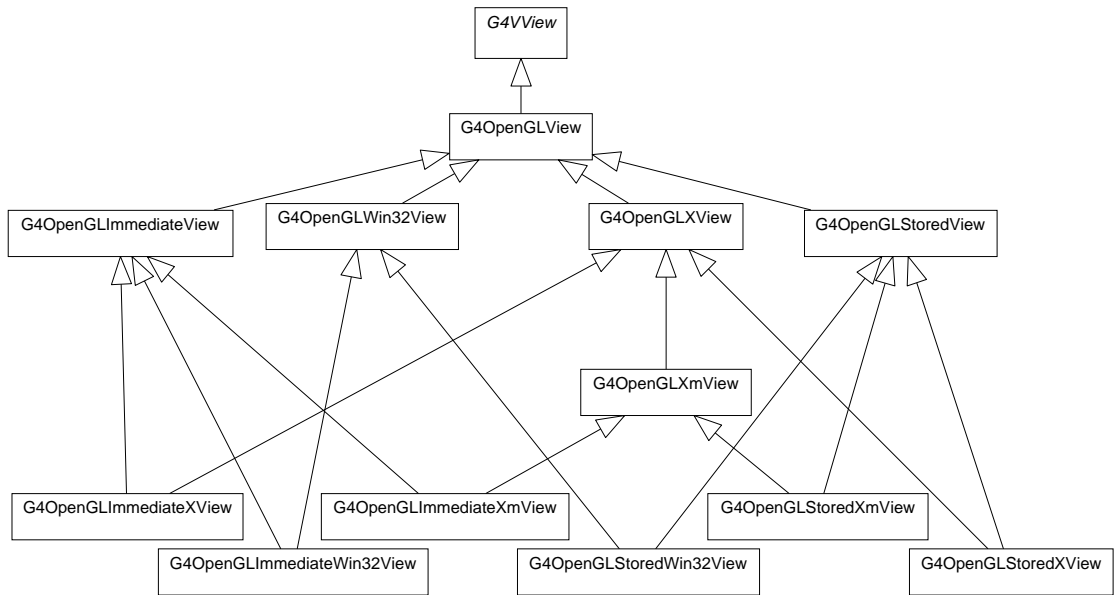 G4VView
G4OpenGLView
G4OpenGLImmediateView
G4OpenGLWin32View
G4OpenGLXView
G4OpenGLStoredView
G4OpenGLXmView
G4OpenGLImmediateXView
G4OpenGLImmediateXmView
G4OpenGLStoredXmView
G4OpenGLImmediateWin32View
G4OpenGLStoredWin32View
G4OpenGLStoredXView